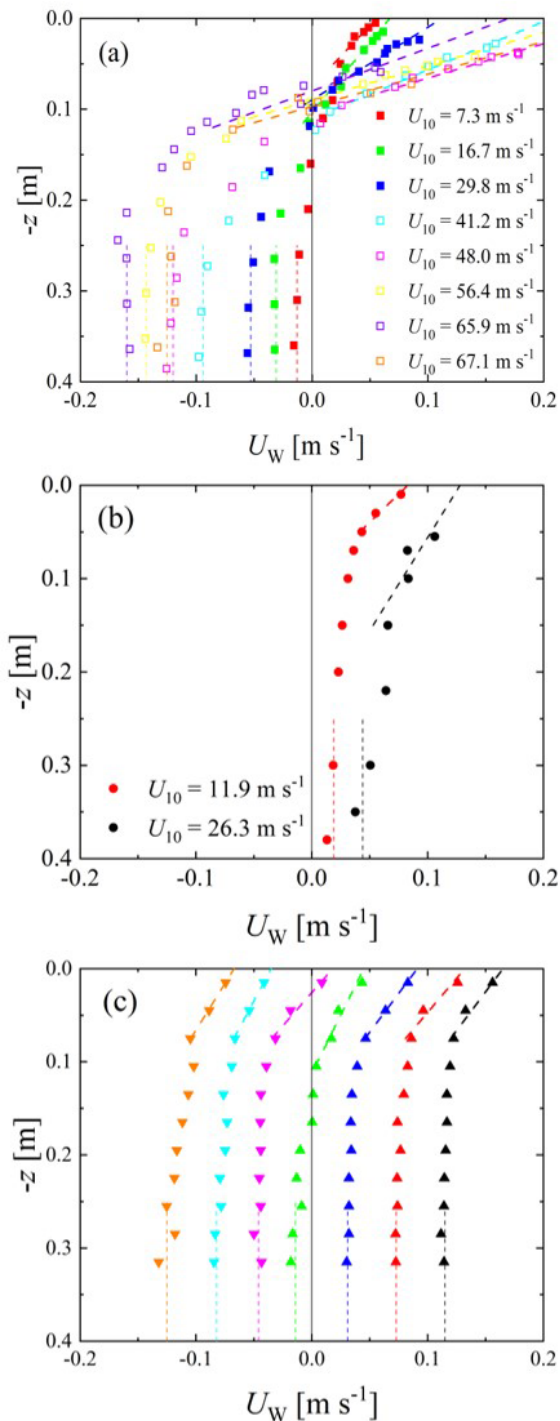 (a)
0.0
0.1
0.2
0.3
0.4
-z [m]
U10 = 7.3 m s-1
U10 = 16.7 m s-1
U10 = 29.8 m s-1
U10 = 41.2 m s-1
U10 = 48.0 m s-1
U10 = 56.4 m s-1
U10 = 65.9 m s-1
U10 = 67.1 m s-1
-0.2 -0.1 0.0 0.1 0.2
UW [m s-1]
(b)
0.0
0.1
0.2
0.3
0.4
-z [m]
U10 = 11.9 m s-1
U10 = 26.3 m s-1
-0.2 -0.1 0.0 0.1 0.2
UW [m s-1]
(c)
0.0
0.1
0.2
0.3
0.4
-z [m]
-0.2 -0.1 0.0 0.1 0.2
UW [m s-1]